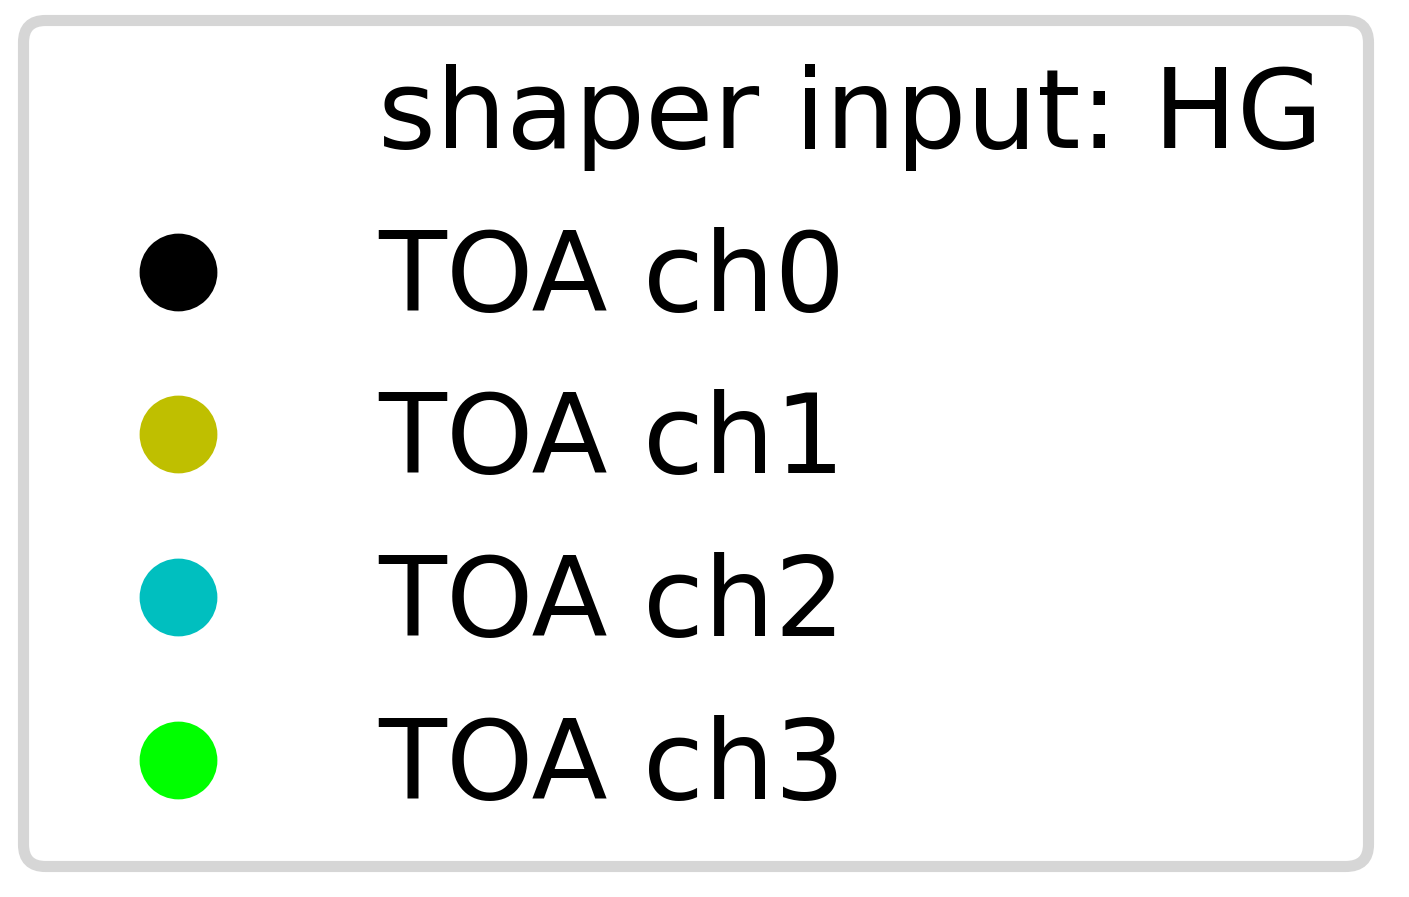 shaper input: HG
TOA ch0
TOA ch1
TOA ch2
TOA ch3